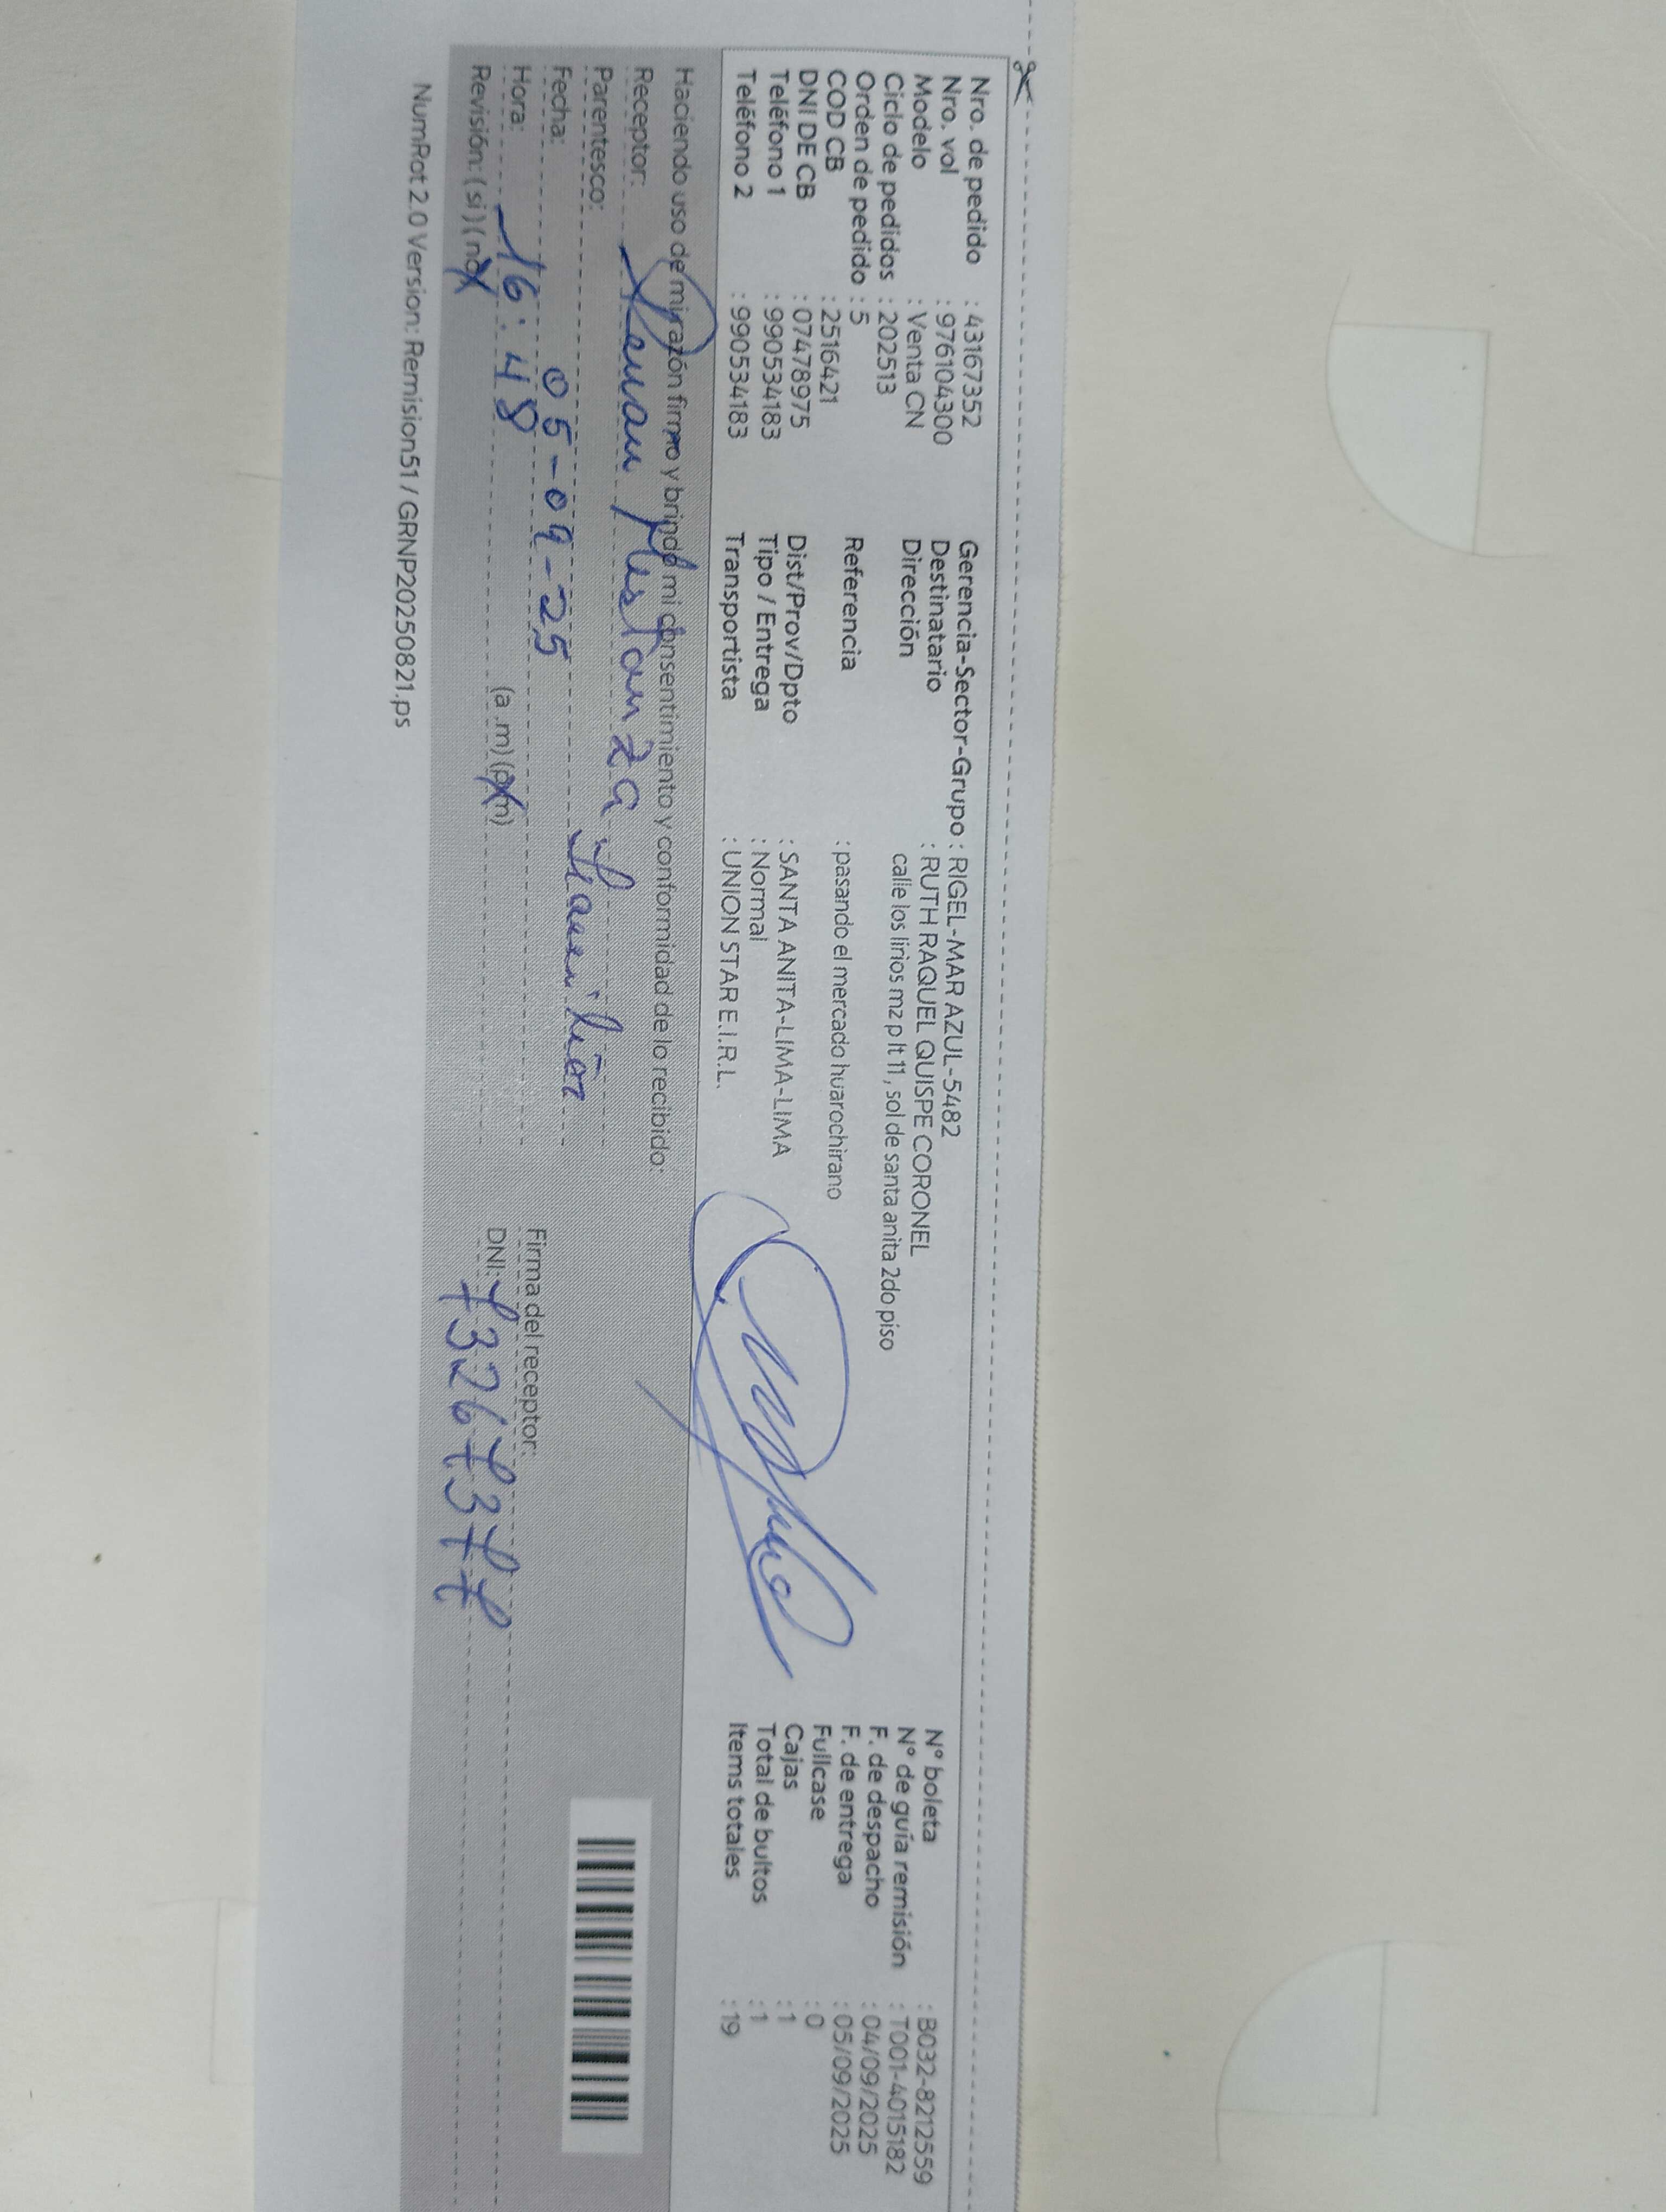 Nro. de pedido : 43167352
Nro. vol : 976104300
Modelo : Venta CN
Ciclo de pedidos : 202513
Orden de pedido : 5
COD CB : 2516421
DNI DE CB : 07478975
Teléfono 1 : 990534183
Teléfono 2 : 990534183
Gerencia-Sector-Grupo : RIGEL-MAR AZUL-5482
Destinatario : RUTH RAQUEL QUISPE CORONEL
Dirección calle los lirios mz p lt 11, sol de santa anita 2do piso
Referencia : pasando el mercado huarochirano
Dist/Prov/Dpto : SANTA ANITA-LIMA-LIMA
Tipo / Entrega : Normal
Transportista : UNION STAR E.I.R.L.
N° boleta : B032-8212559
N° de guía remisión : T001-4015182
F. de despacho : 04/09/2025
F. de entrega : 05/09/2025
Fullcase : 0
Cajas : 1
Total de bultos : 1
Items totales : 19
Haciendo uso de mi razón firmo y brindo mi consentimiento y conformidad de lo recibido:
Receptor: Mestanza
Parentesco:
Fecha: 05-09-25
Hora: 16:48 (a.m) (p.m)
Revisión: (si) (no)
Firma del receptor:
DNI: 73267377
NumRot 2.0 Version: Remision51 / GRNP20250821.ps